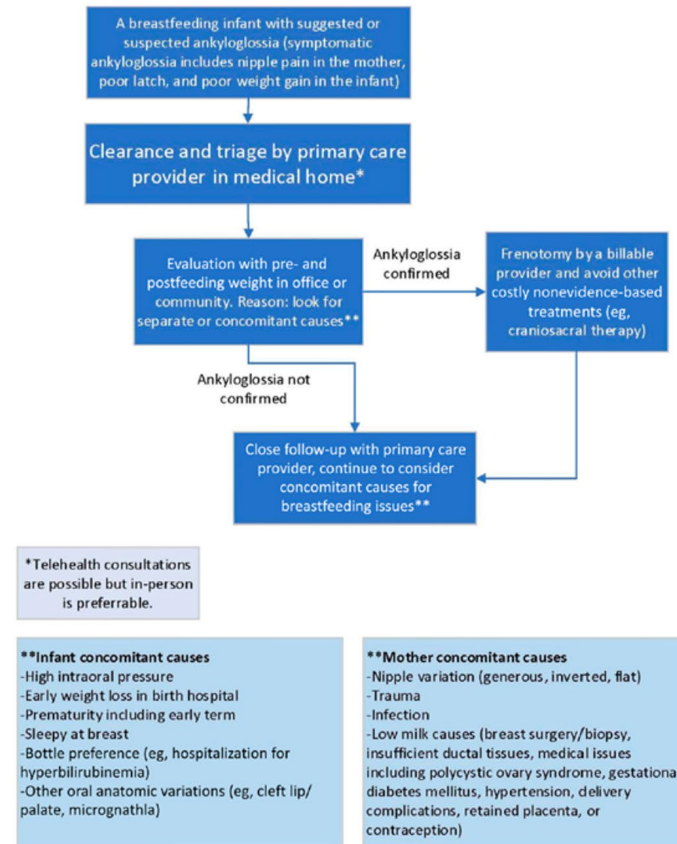 A breastfeeding infant with suggested or
suspected ankyloglossia (symptomatic
ankyloglossia includes nipple pain in the mother,
poor latch, and poor weight gain in the infant)
Clearance and triage by primary care
provider in medical home*
Evaluation with pre- and
postfeeding weight in office or
community. Reason: look for
separate or concomitant causes**
Ankyloglossia
confirmed
Frenotomy by a billable
provider and avoid other
costly nonevidence-based
treatments (eg,
craniosacral therapy)
Ankyloglossia not
confirmed
Close follow-up with primary care
provider, continue to consider
concomitant causes for
breastfeeding issues**
*Telehealth consultations
are possible but in-person
is preferrable.
**Infant concomitant causes
-High intraoral pressure
-Early weight loss in birth hospital
-Prematurity including early term
-Sleepy at breast
-Bottle preference (eg, hospitalization for
hyperbilirubinemia)
-Other oral anatomic variations (eg, cleft lip/
palate, micrognathla)
**Mother concomitant causes
-Nipple variation (generous, inverted, flat)
-Trauma
-Infection
-Low milk causes (breast surgery/biopsy,
insufficient ductal tissues, medical issues
including polycystic ovary syndrome, gestationa
diabetes mellitus, hypertension, delivery
complications, retained placenta, or
contraception)